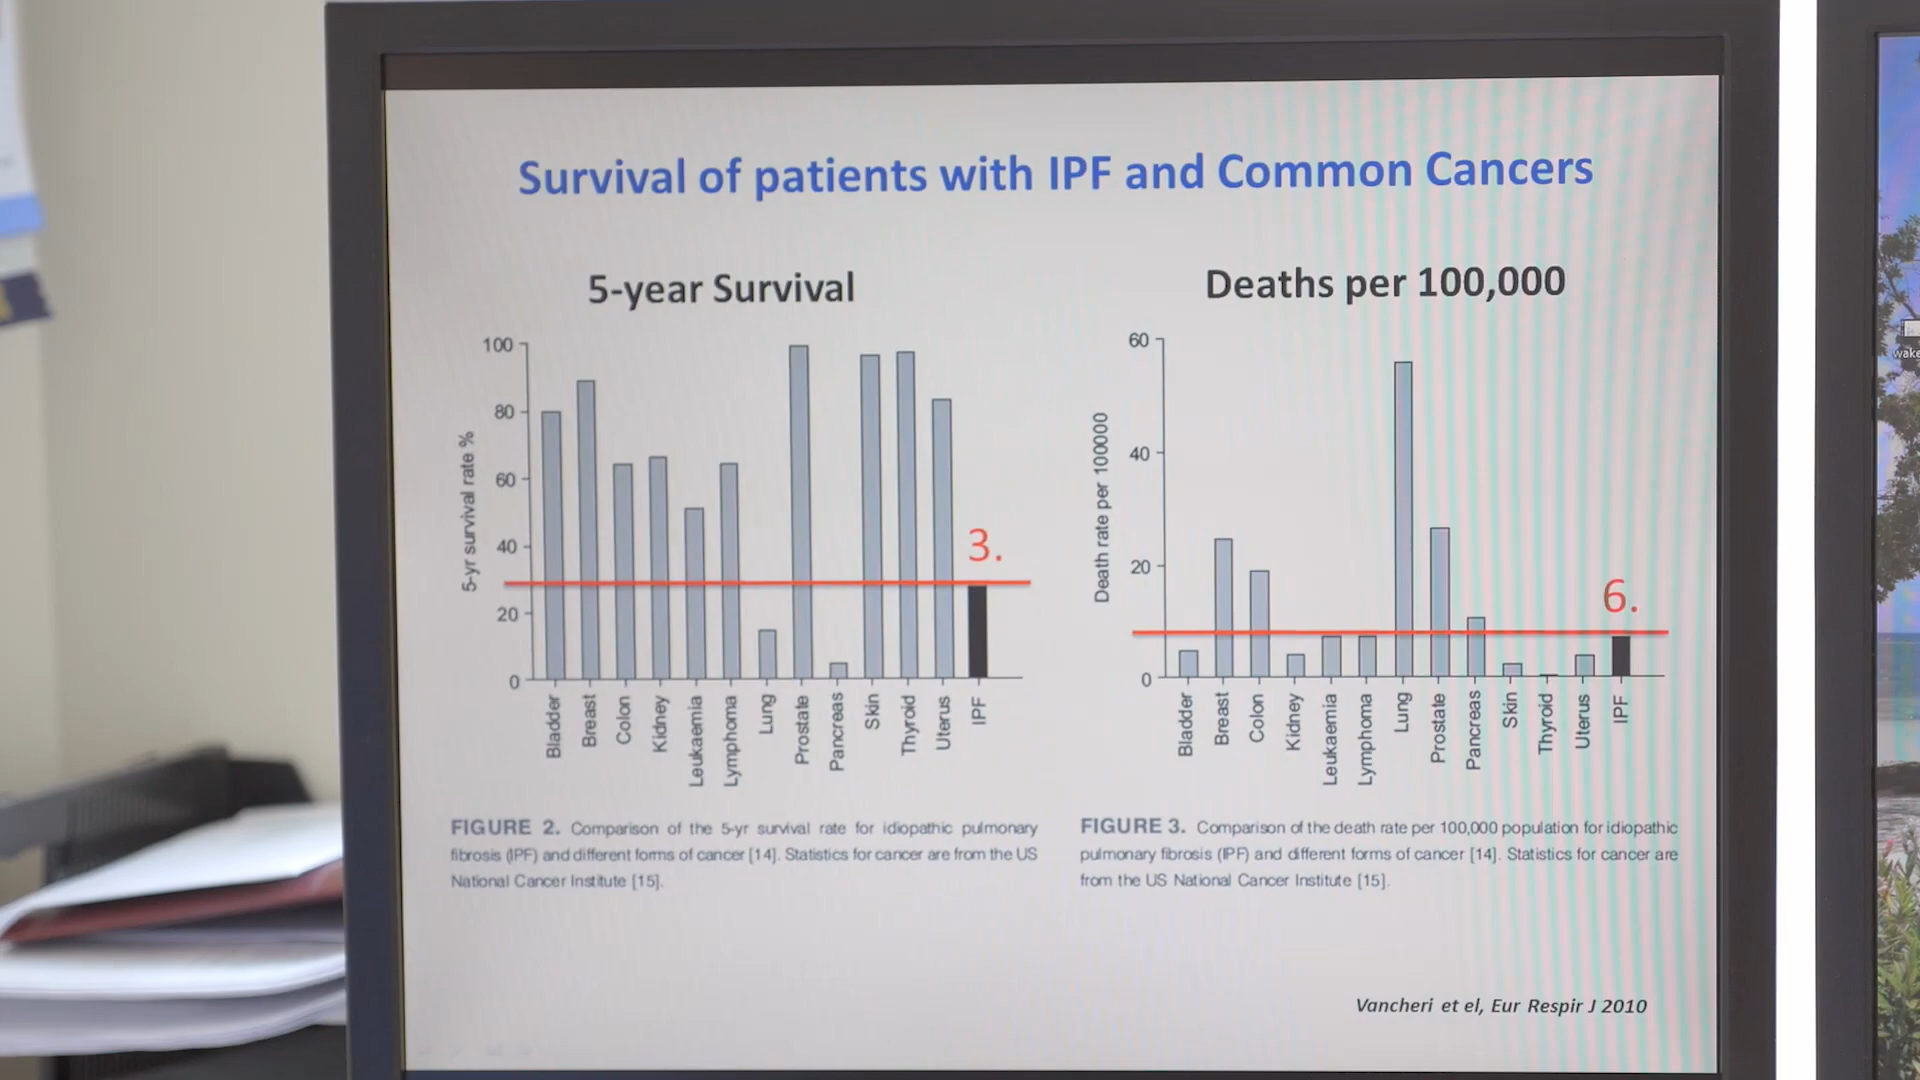 Survival of patients with IPF and Common Cancers
5-year Survival
100
80
60
40
20
0
5-yr survival rate %
3.
Bladder
Breast
Colon
Kidney
Leukaemia
Lymphoma
Lung
Prostate
Pancreas
Skin
Thyroid
Uterus
IPF
FIGURE 2. Comparison of the 5-yr survival rate for idiopathic pulmonary
fibrosis (IPF) and different forms of cancer [14]. Statistics for cancer are from the US
National Cancer Institute [15].
Deaths per 100,000
60
40
20
0
Death rate per 100000
6.
Bladder
Breast
Colon
Kidney
Leukaemia
Lymphoma
Lung
Prostate
Pancreas
Skin
Thyroid
Uterus
IPF
FIGURE 3. Comparison of the death rate per 100,000 population for idiopathic
pulmonary fibrosis (IPF) and different forms of cancer [14]. Statistics for cancer are
from the US National Cancer Institute [15].
Vancheri et el, Eur Respir J 2010
wake